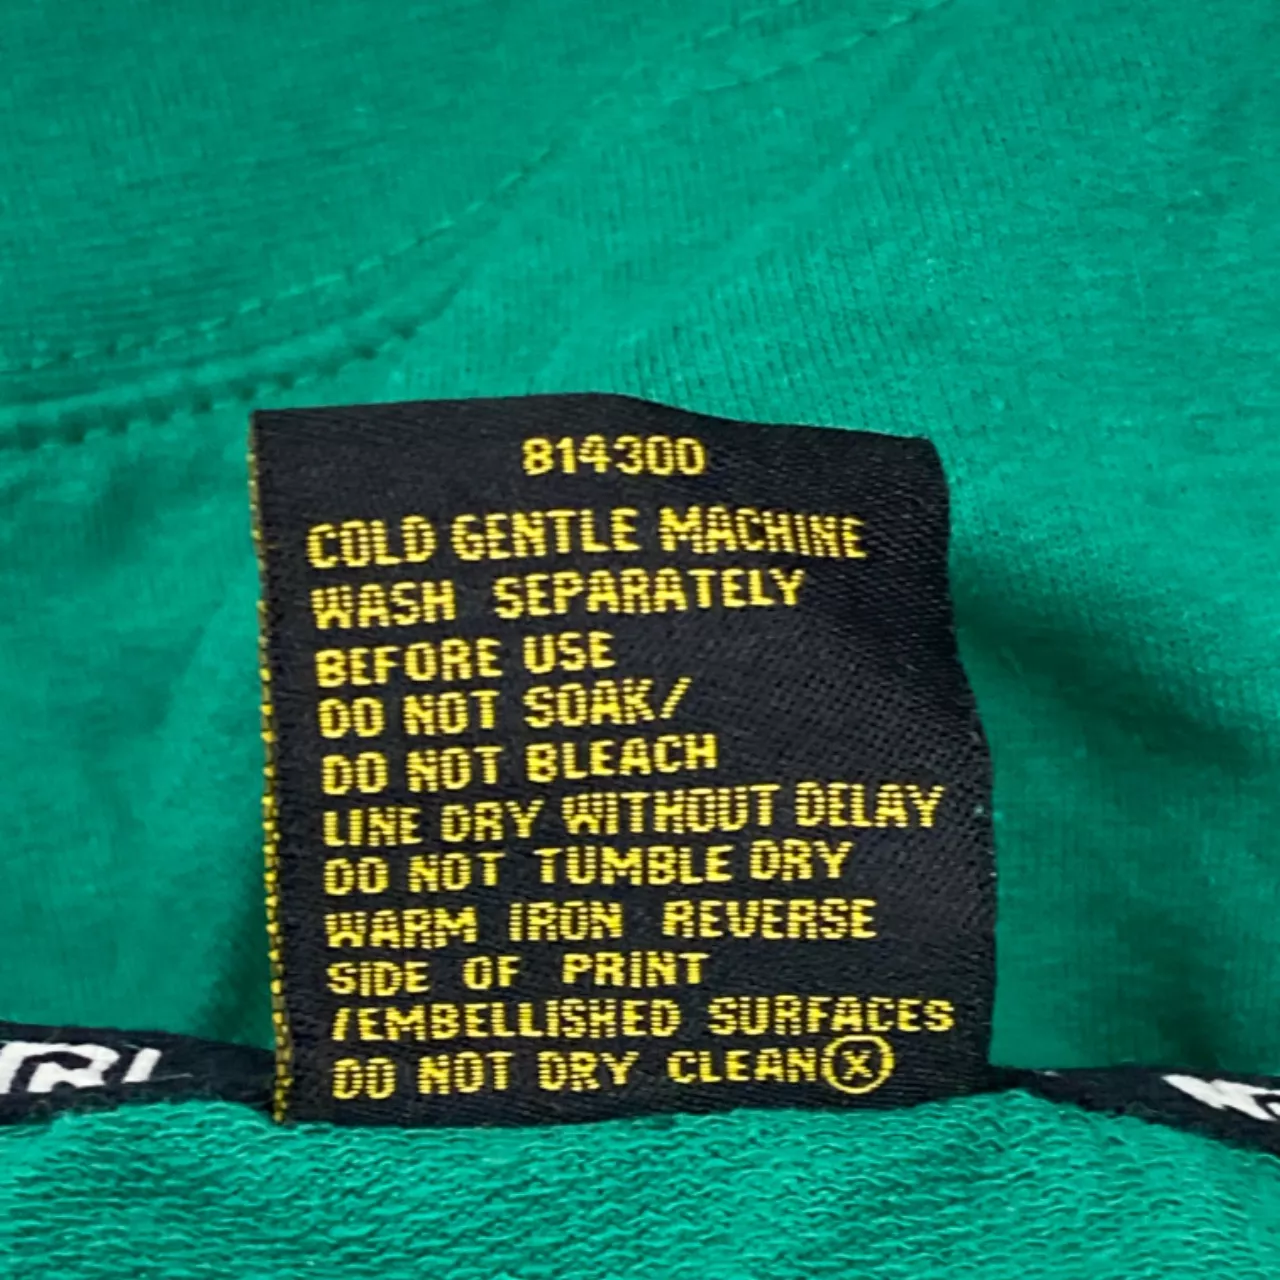 814300
COLD GENTLE MACHINE
WASH SEPARATELY
BEFORE USE
DO NOT SOAK/
DO NOT BLEACH
LINE DRY WITHOUT DELAY
DO NOT TUMBLE DRY
WARM IRON REVERSE
SIDE OF PRINT
/EMBELLISHED SURFACES
DO NOT DRY CLEAN